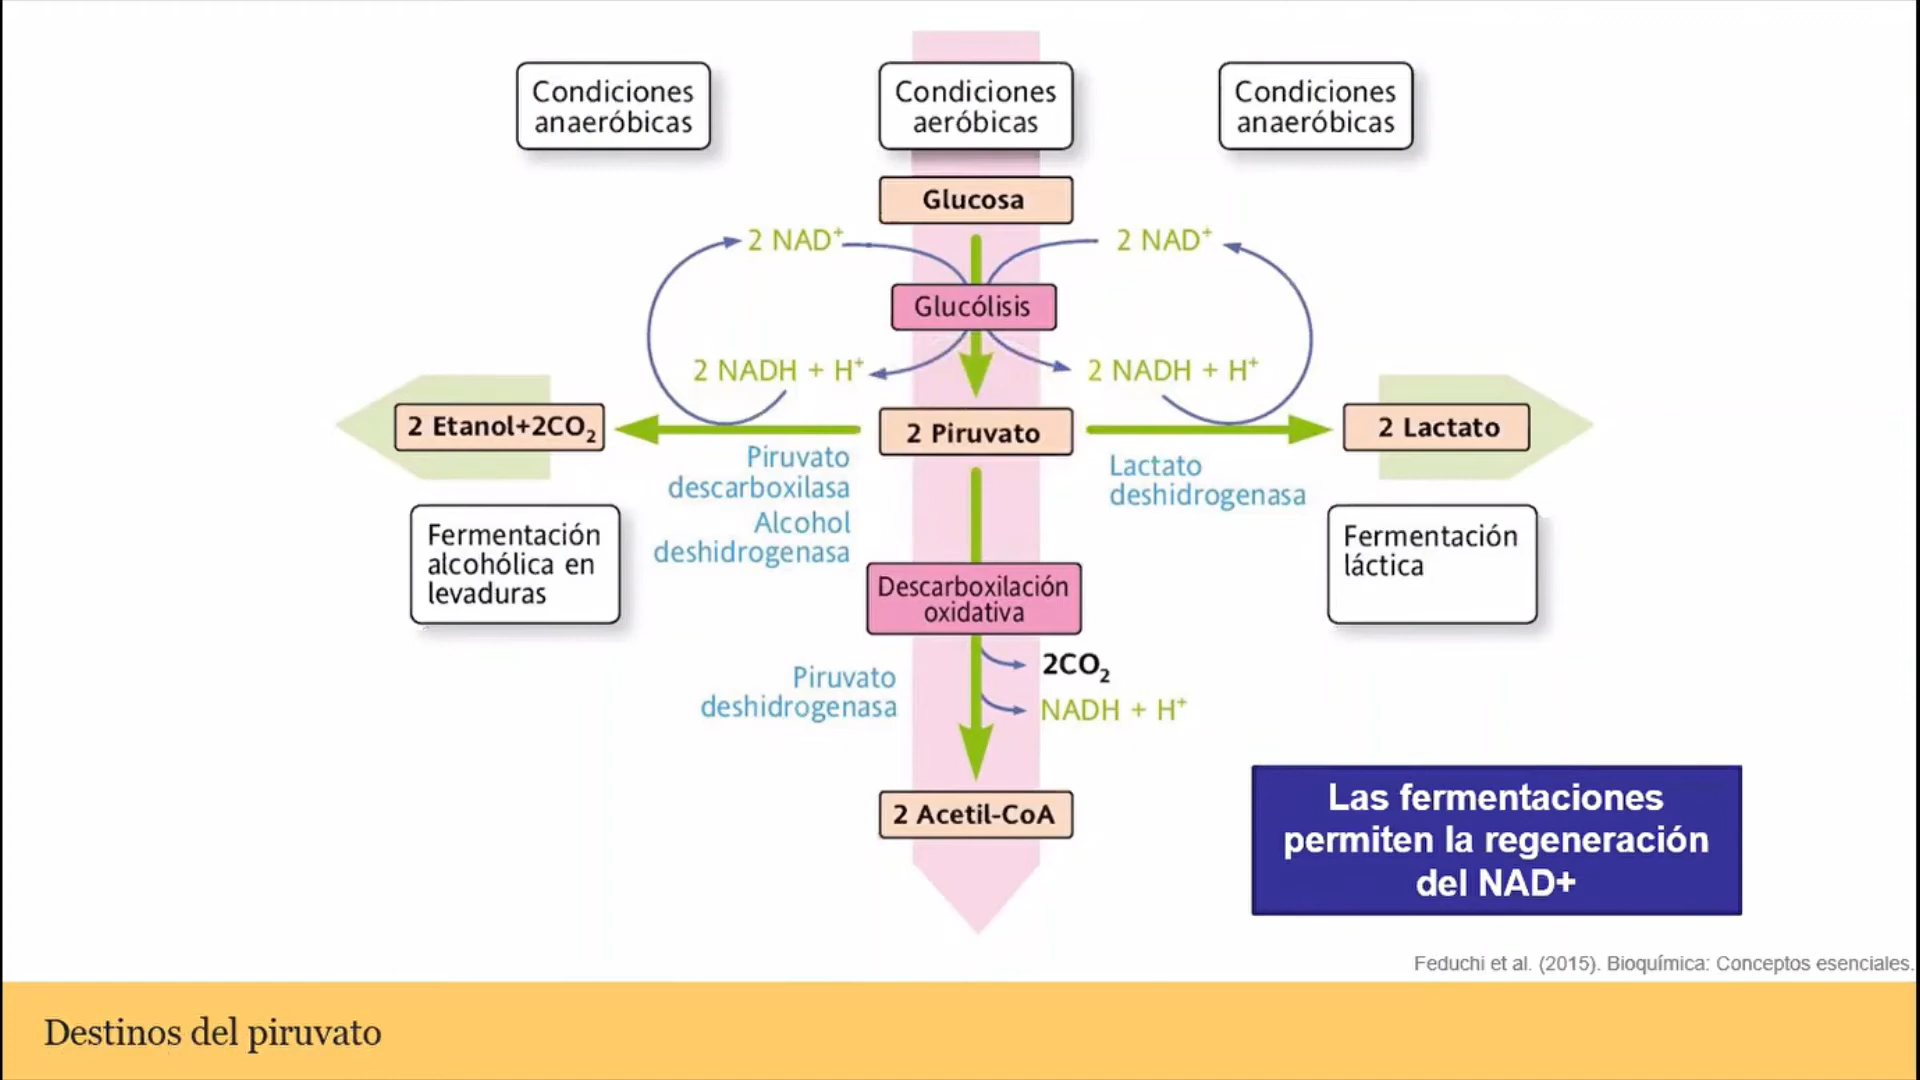 Condiciones
anaeróbicas
Condiciones
aeróbicas
Condiciones
anaeróbicas
Glucosa
2 NAD⁺
2 NAD⁺
Glucólisis
2 NADH + H⁺
2 NADH + H⁺
2 Etanol+2CO₂
2 Piruvato
2 Lactato
Piruvato
descarboxilasa
Alcohol
deshidrogenasa
Lactato
deshidrogenasa
Fermentación
alcohólica en
levaduras
Fermentación
láctica
Descarboxilación
oxidativa
2CO₂
Piruvato
deshidrogenasa
NADH + H⁺
2 Acetil-CoA
Las fermentaciones
permiten la regeneración
del NAD+
Feduchi et al. (2015). Bioquímica: Conceptos esenciales.
Destinos del piruvato